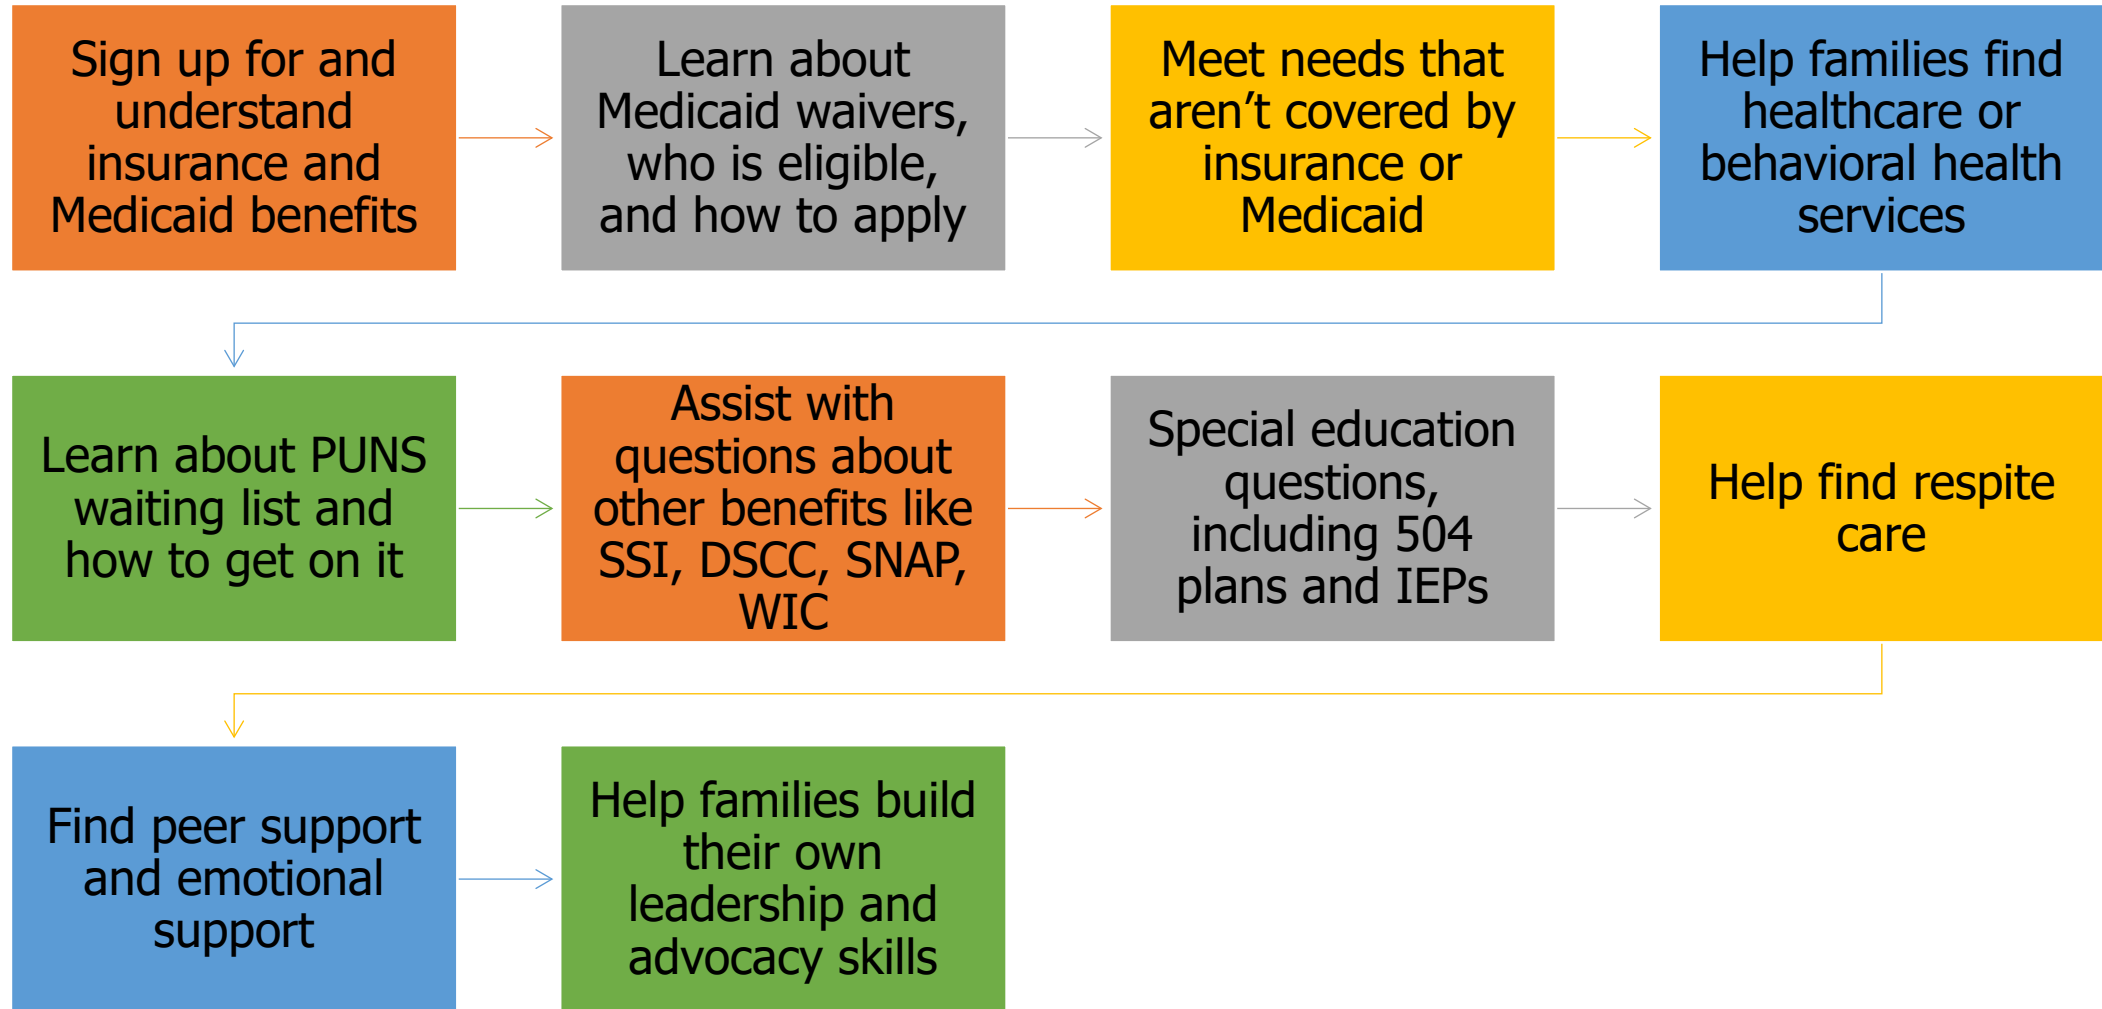 Sign up for and
understand
insurance and
Medicaid benefits
Learn about
Medicaid waivers,
who is eligible,
and how to apply
Meet needs that
aren’t covered by
insurance or
Medicaid
Help families find
healthcare or
behavioral health
services
Learn about PUNS
waiting list and
how to get on it
Assist with
questions about
other benefits like
SSI, DSCC, SNAP,
WIC
Special education
questions,
including 504
plans and IEPs
Help find respite
care
Find peer support
and emotional
support
Help families build
their own
leadership and
advocacy skills